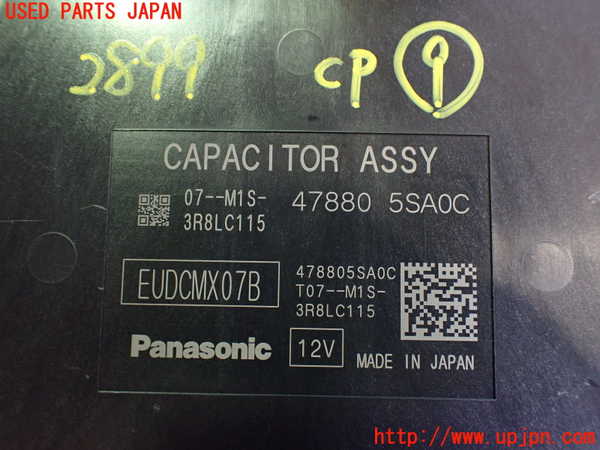 USED PARTS JAPAN
2899 CP 9
CAPACITOR ASSY
07--M1S-
3R8LC115
47880 5SA0C
EUDCMX07B
478805SA0C
T07--M1S-
3R8LC115
Panasonic
12V
MADE IN JAPAN
http://www.upjpn.com